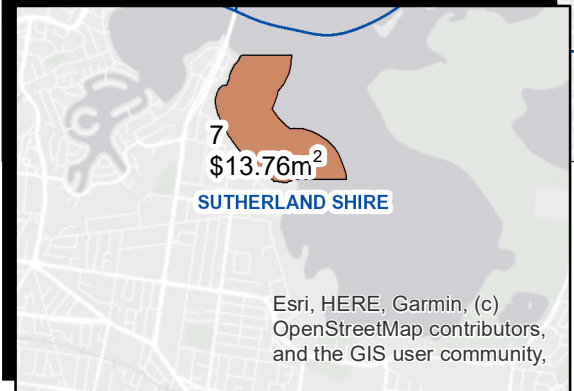 7
$13.76m²
SUTHERLAND SHIRE
Esri, HERE, Garmin, (c)
OpenStreetMap contributors,
and the GIS user community,